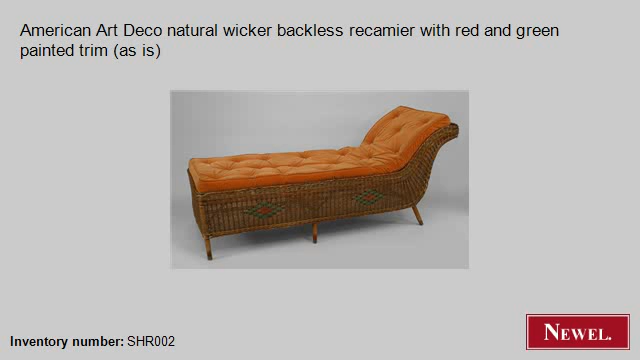 American Art Deco natural wicker backless recamier with red and green
painted trim (as is)
Inventory number: SHR002
NEWEL.